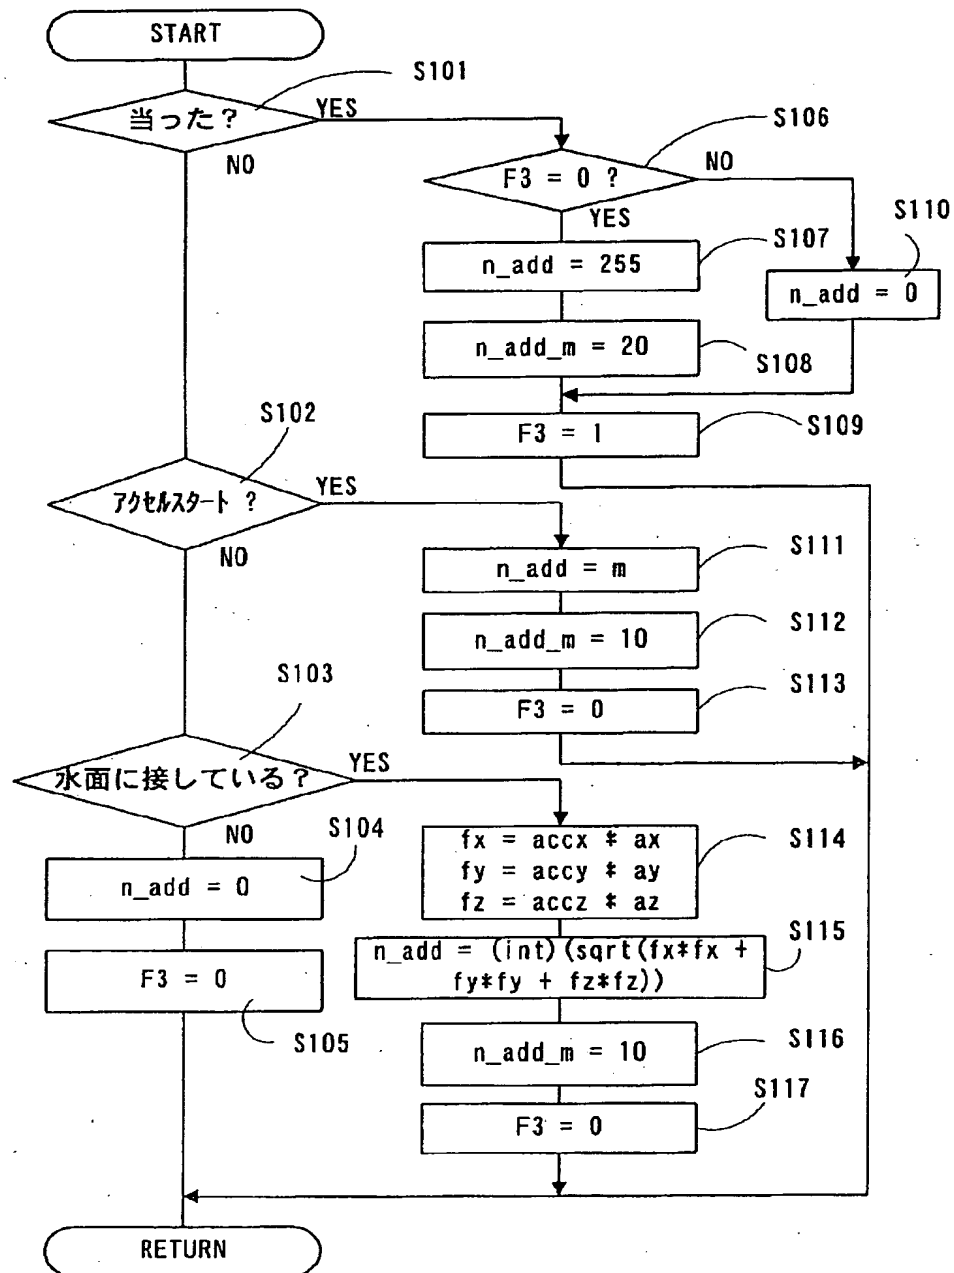 START
S101
当った?
YES
NO
S106
F3 = 0 ?
NO
YES
S110
S107
n_add = 255
n_add = 0
n_add_m = 20
S108
S102
F3 = 1
S109
アクセルスタート ?
YES
NO
S111
n_add = m
S112
n_add_m = 10
S103
S113
F3 = 0
水面に接している?
YES
NO
S104
n_add = 0
S114
fx = accx * ax
fy = accy * ay
fz = accz * az
S115
n_add = (int)(sqrt(fx*fx +
fy*fy + fz*fz))
F3 = 0
S105
S116
n_add_m = 10
S117
F3 = 0
RETURN